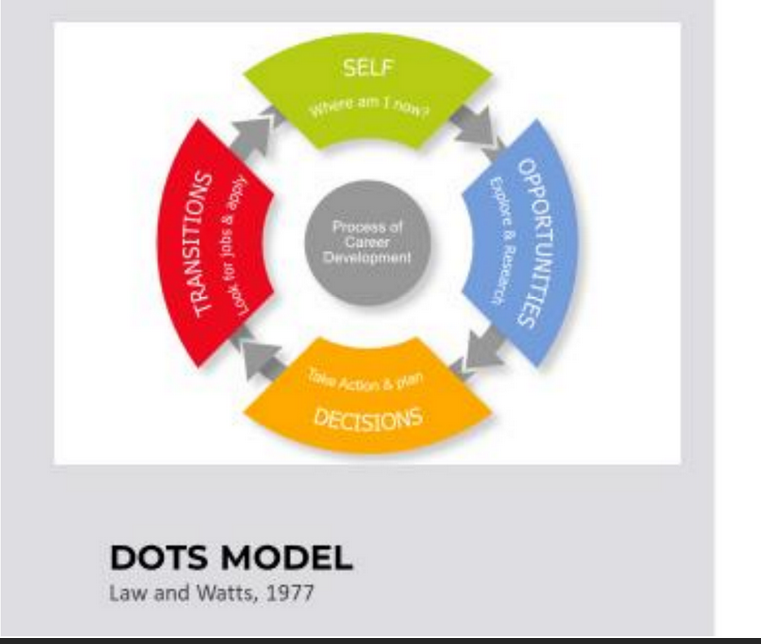 SELF
Where am I now?
OPPORTUNITIES
Explore & Research
Process of
Career
Development
Take Action & plan
DECISIONS
TRANSITIONS
Look for jobs & apply
DOTS MODEL
Law and Watts, 1977